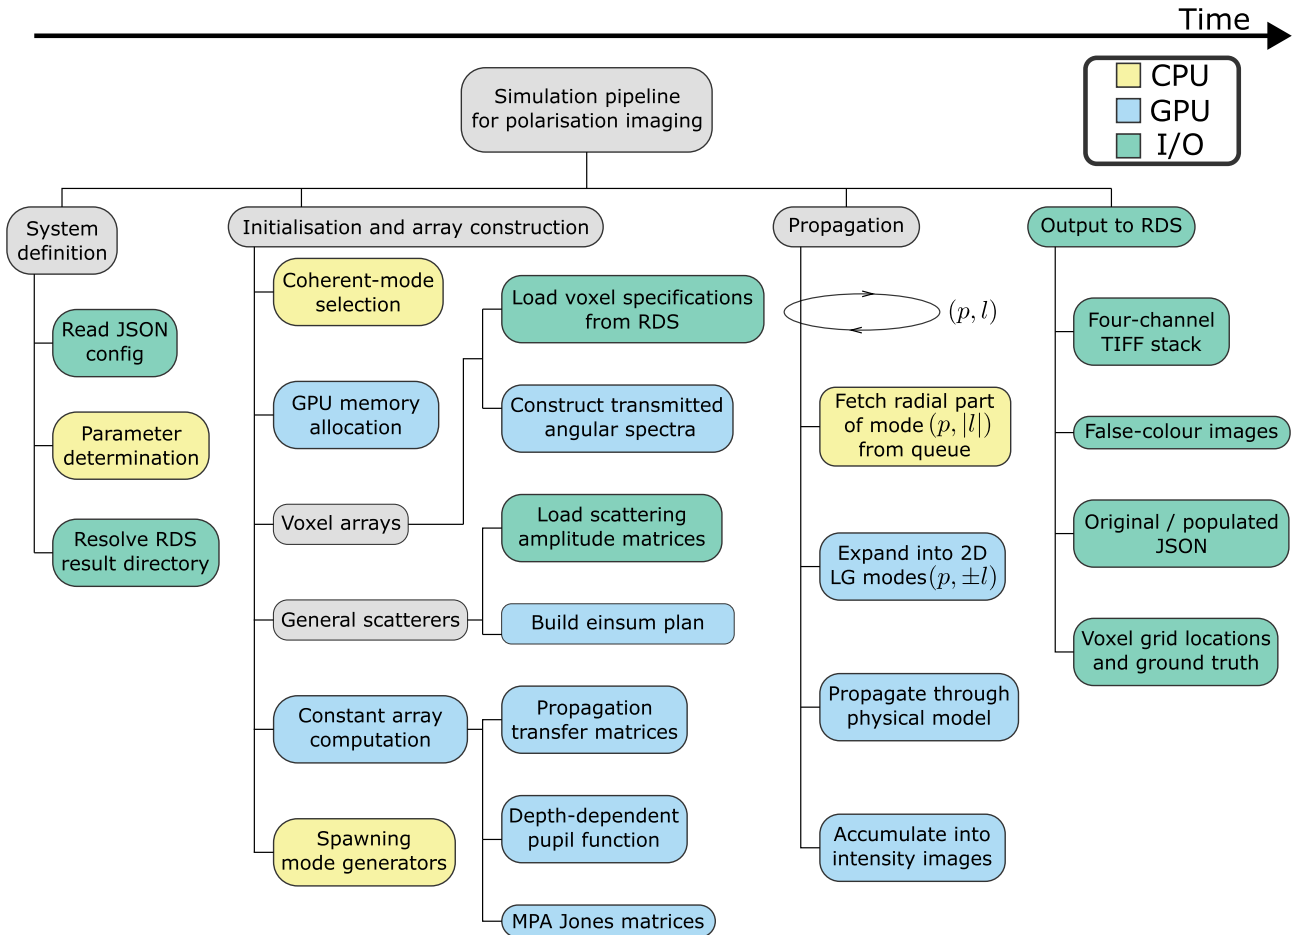 Time
CPU
GPU
I/O
Simulation pipeline
for polarisation imaging
System
definition
Read JSON
config
Parameter
determination
Resolve RDS
result directory
Initialisation and array construction
Coherent-mode
selection
GPU memory
allocation
Voxel arrays
Load voxel specifications
from RDS
Construct transmitted
angular spectra
General scatterers
Load scattering
amplitude matrices
Build einsum plan
Constant array
computation
Propagation
transfer matrices
Depth-dependent
pupil function
MPA Jones matrices
Spawning
mode generators
Propagation
(p, l)
Fetch radial part
of mode (p, |l|)
from queue
Expand into 2D
LG modes (p, ±l)
Propagate through
physical model
Accumulate into
intensity images
Output to RDS
Four-channel
TIFF stack
False-colour images
Original / populated
JSON
Voxel grid locations
and ground truth